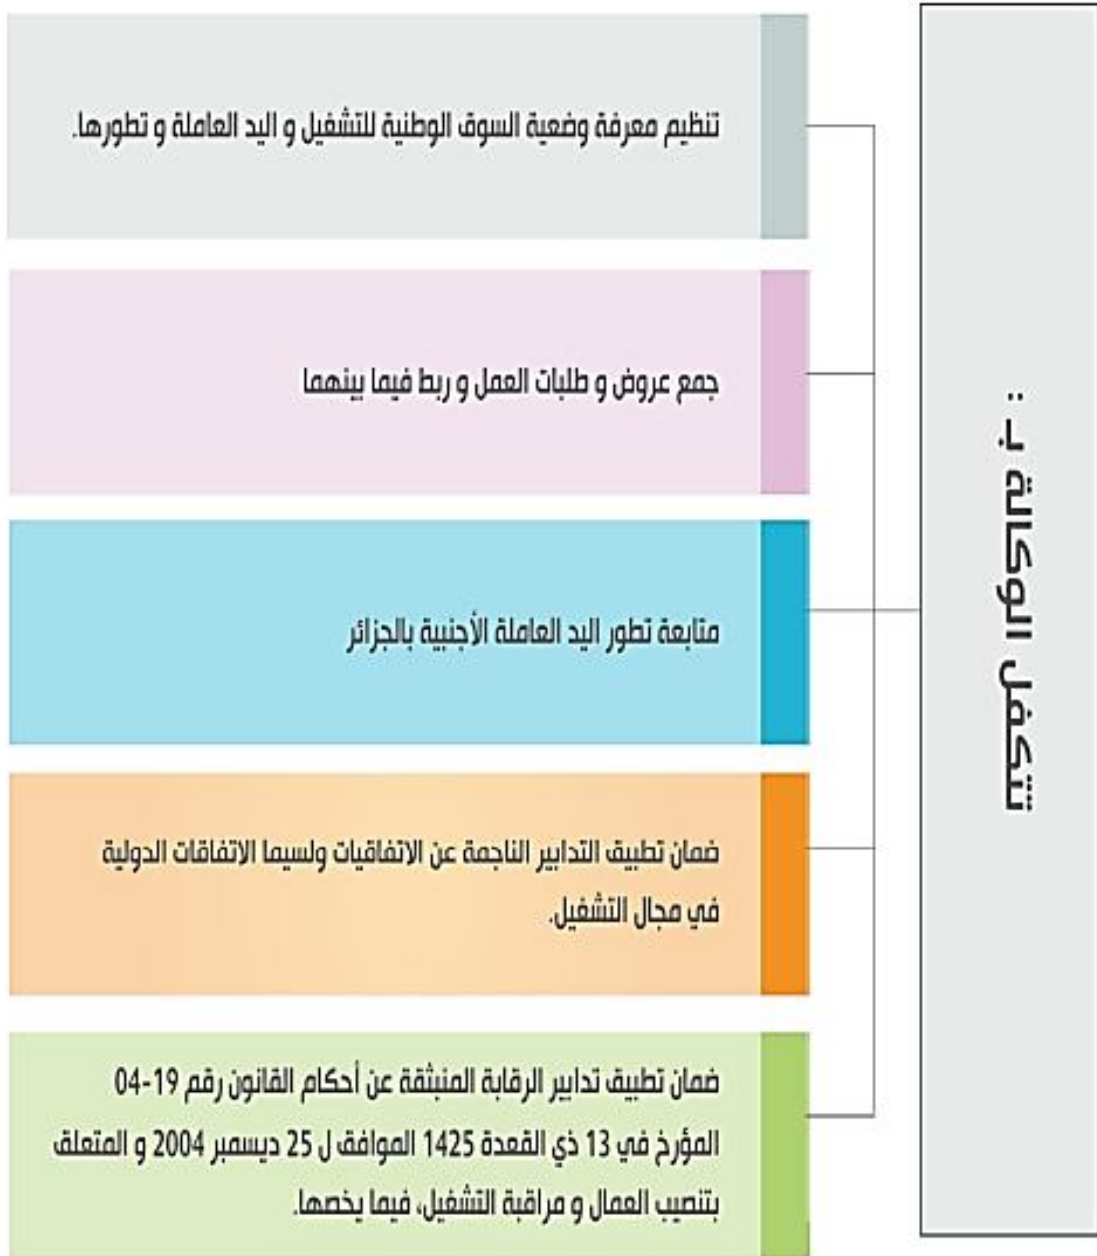 تتكفل الوكالة بـ :
تنظيم معرفة وضعية السوق الوطنية للتشغيل و اليد العاملة و تطورها.
جمع عروض و طلبات العمل و ربط فيما بينهما
متابعة تطور اليد العاملة الأجنبية بالجزائر
ضمان تطبيق التدابير الناجمة عن الاتفاقيات ولسيما الاتفاقات الدولية
في مجال التشغيل.
ضمان تطبيق تدابير الرقابة المنبثقة عن أحكام القانون رقم 19-04
المؤرخ في 13 ذي القعدة 1425 الموافق ل 25 ديسمبر 2004 و المتعلق
بتنصيب العمال و مراقبة التشغيل، فيما يخصها.